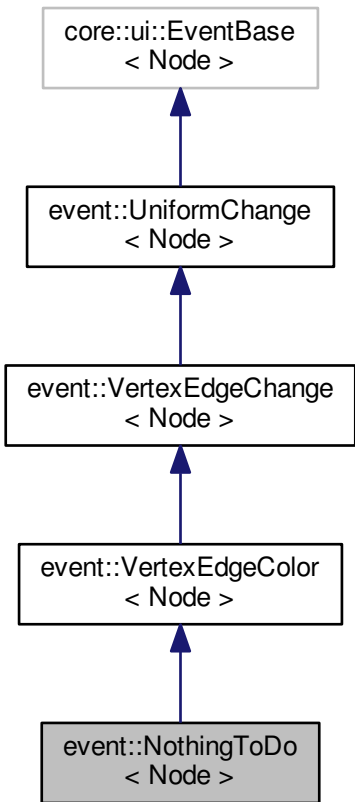 core::ui::EventBase
< Node >
event::UniformChange
< Node >
event::VertexEdgeChange
< Node >
event::VertexEdgeColor
< Node >
event::NothingToDo
< Node >